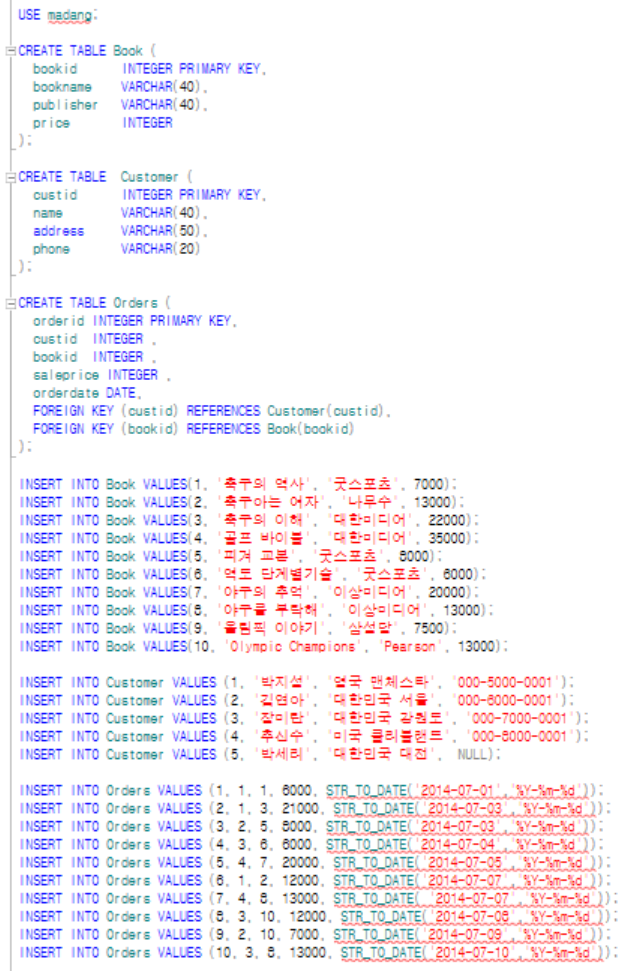 USE madang;
CREATE TABLE Book (
bookid INTEGER PRIMARY KEY,
bookname VARCHAR(40),
publisher VARCHAR(40),
price INTEGER
);
CREATE TABLE Customer (
custid INTEGER PRIMARY KEY,
name VARCHAR(40),
address VARCHAR(50),
phone VARCHAR(20)
);
CREATE TABLE Orders (
orderid INTEGER PRIMARY KEY,
custid INTEGER ,
bookid INTEGER ,
saleprice INTEGER ,
orderdate DATE,
FOREIGN KEY (custid) REFERENCES Customer(custid),
FOREIGN KEY (bookid) REFERENCES Book(bookid)
);
INSERT INTO Book VALUES(1, '축구의 역사', '굿스포츠', 7000);
INSERT INTO Book VALUES(2, '축구아는 여자', '나무수', 13000);
INSERT INTO Book VALUES(3, '축구의 이해', '대한미디어', 22000);
INSERT INTO Book VALUES(4, '골프 바이블', '대한미디어', 35000);
INSERT INTO Book VALUES(5, '피겨 교본', '굿스포츠', 8000);
INSERT INTO Book VALUES(6, '역도 단계별기술', '굿스포츠', 6000);
INSERT INTO Book VALUES(7, '야구의 추억', '이상미디어', 20000);
INSERT INTO Book VALUES(8, '야구를 부탁해', '이상미디어', 13000);
INSERT INTO Book VALUES(9, '올림픽 이야기', '삼성당', 7500);
INSERT INTO Book VALUES(10, 'Olympic Champions', 'Pearson', 13000);
INSERT INTO Customer VALUES (1, '박지성', '영국 맨체스타', '000-5000-0001');
INSERT INTO Customer VALUES (2, '김연아', '대한민국 서울', '000-6000-0001');
INSERT INTO Customer VALUES (3, '장미란', '대한민국 강원도', '000-7000-0001');
INSERT INTO Customer VALUES (4, '추신수', '미국 클리블랜드', '000-8000-0001');
INSERT INTO Customer VALUES (5, '박세리', '대한민국 대전', NULL);
INSERT INTO Orders VALUES (1, 1, 1, 6000, STR_TO_DATE('2014-07-01','%Y-%m-%d'));
INSERT INTO Orders VALUES (2, 1, 3, 21000, STR_TO_DATE('2014-07-03','%Y-%m-%d'));
INSERT INTO Orders VALUES (3, 2, 5, 8000, STR_TO_DATE('2014-07-03','%Y-%m-%d'));
INSERT INTO Orders VALUES (4, 3, 6, 6000, STR_TO_DATE('2014-07-04','%Y-%m-%d'));
INSERT INTO Orders VALUES (5, 4, 7, 20000, STR_TO_DATE('2014-07-05','%Y-%m-%d'));
INSERT INTO Orders VALUES (6, 1, 2, 12000, STR_TO_DATE('2014-07-07','%Y-%m-%d'));
INSERT INTO Orders VALUES (7, 4, 8, 13000, STR_TO_DATE('2014-07-07','%Y-%m-%d'));
INSERT INTO Orders VALUES (8, 3, 10, 12000, STR_TO_DATE('2014-07-08','%Y-%m-%d'));
INSERT INTO Orders VALUES (9, 2, 10, 7000, STR_TO_DATE('2014-07-09','%Y-%m-%d'));
INSERT INTO Orders VALUES (10, 3, 8, 13000, STR_TO_DATE('2014-07-10','%Y-%m-%d'));